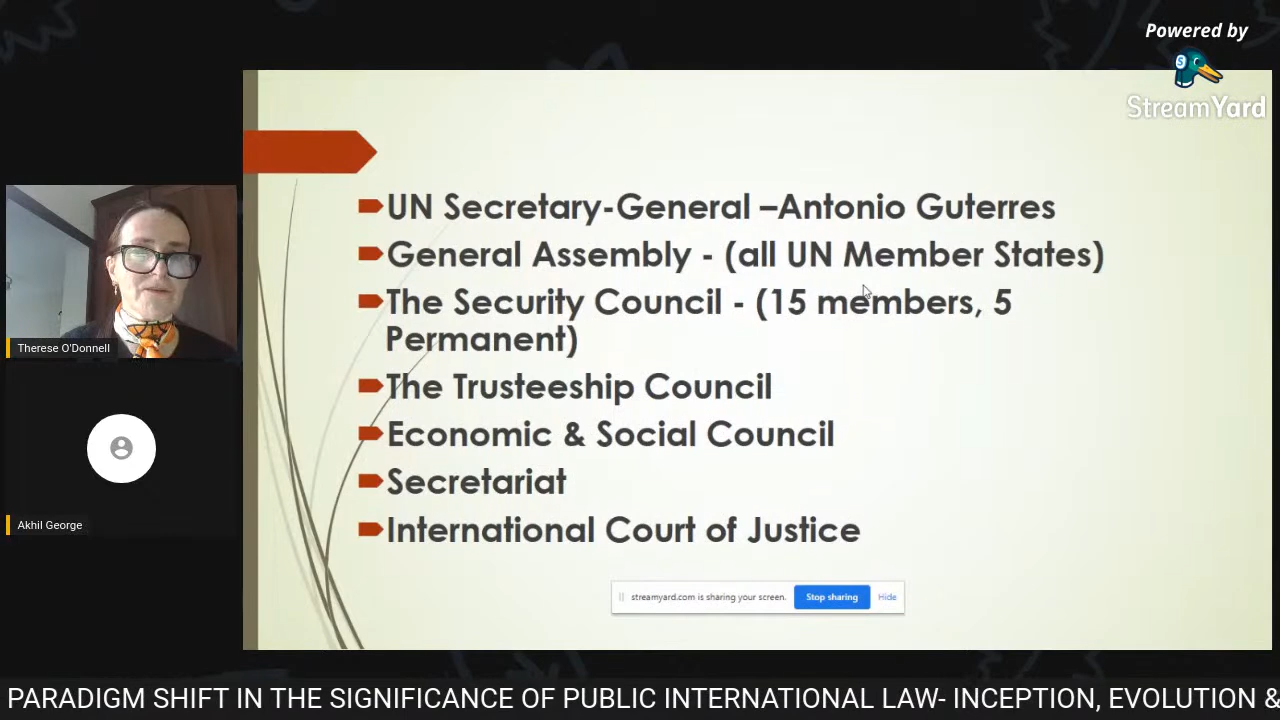 Powered by
StreamYard
UN Secretary-General –Antonio Guterres
General Assembly - (all UN Member States)
The Security Council - (15 members, 5
Permanent)
The Trusteeship Council
Economic & Social Council
Secretariat
International Court of Justice
Therese O'Donnell
Akhil George
streamyard.com is sharing your screen.
Stop sharing
Hide
PARADIGM SHIFT IN THE SIGNIFICANCE OF PUBLIC INTERNATIONAL LAW- INCEPTION, EVOLUTION &